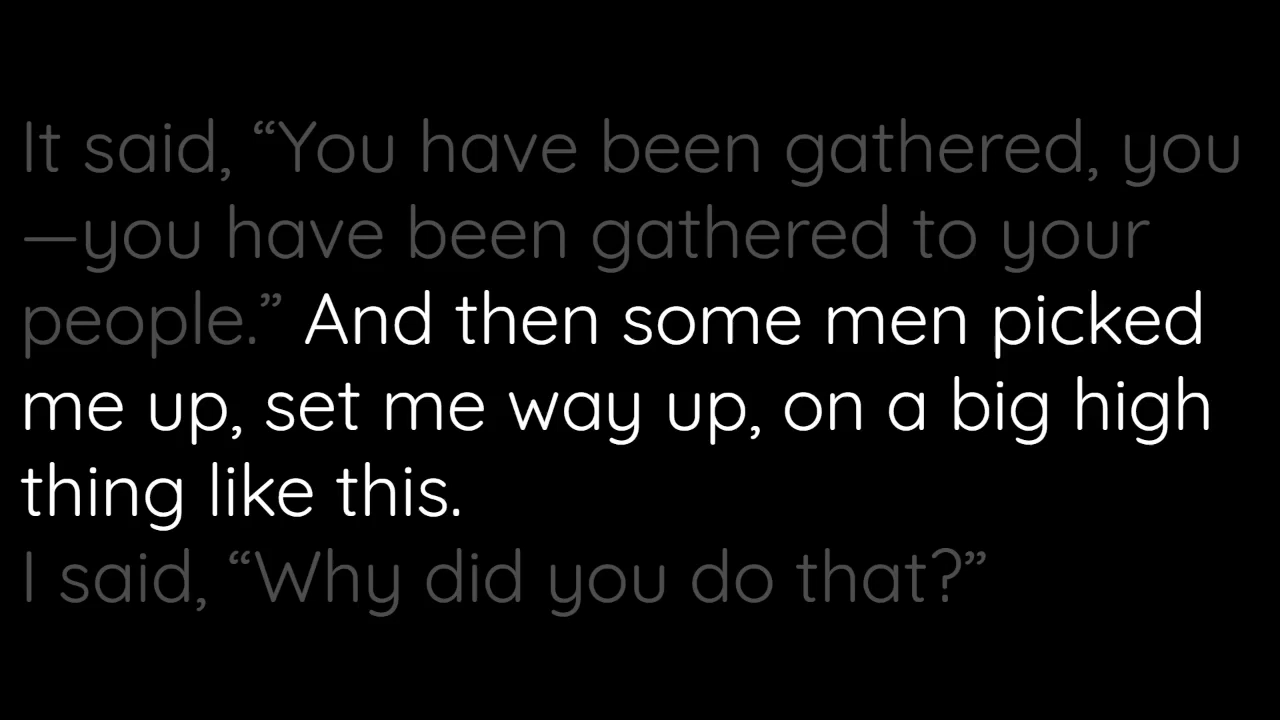 It said, “You have been gathered, you
—you have been gathered to your
people.” And then some men picked
me up, set me way up, on a big high
thing like this.
I said, “Why did you do that?”